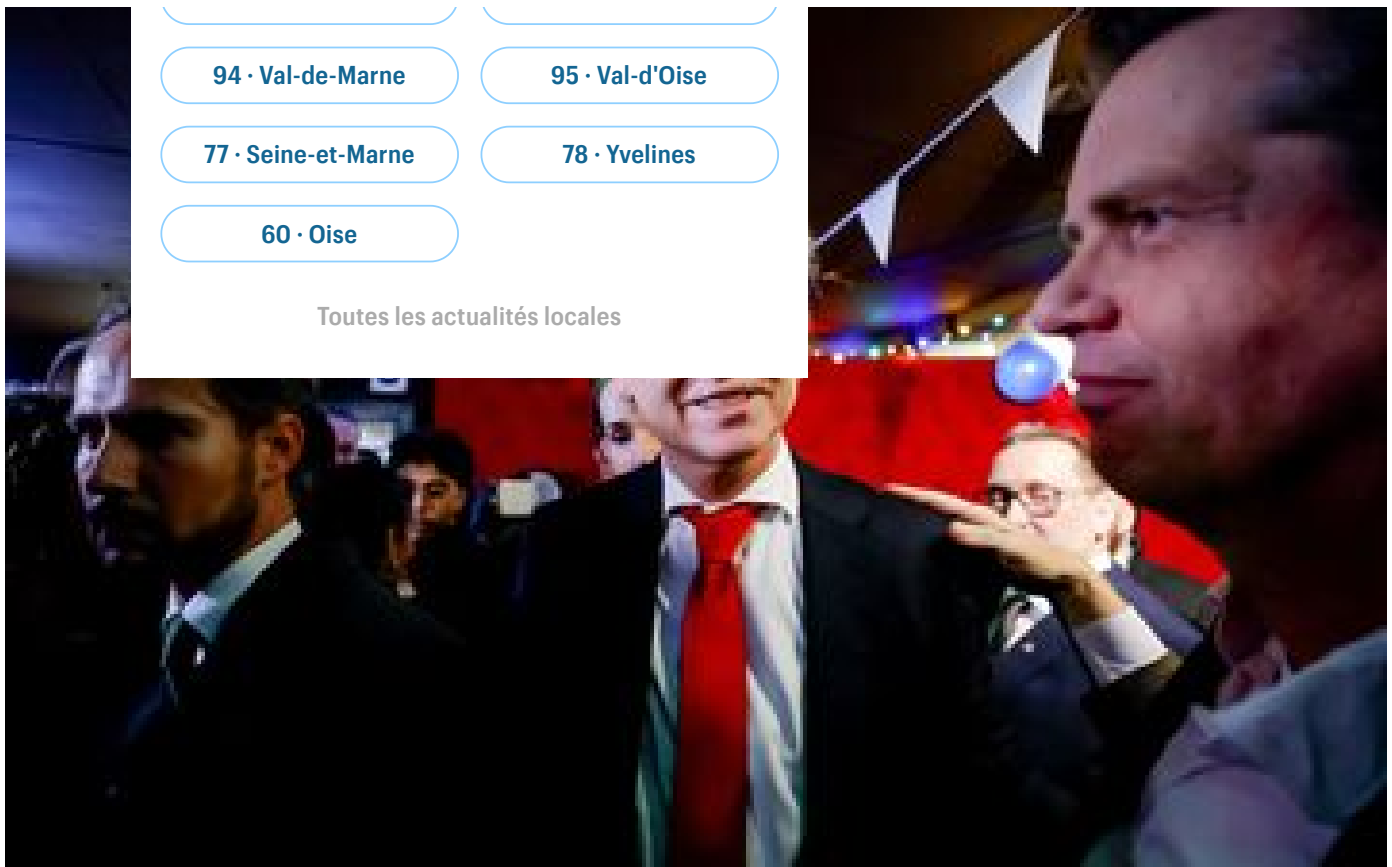 94 · Val-de-Marne
95 · Val-d'Oise
77 · Seine-et-Marne
78 · Yvelines
60 · Oise
Toutes les actualités locales